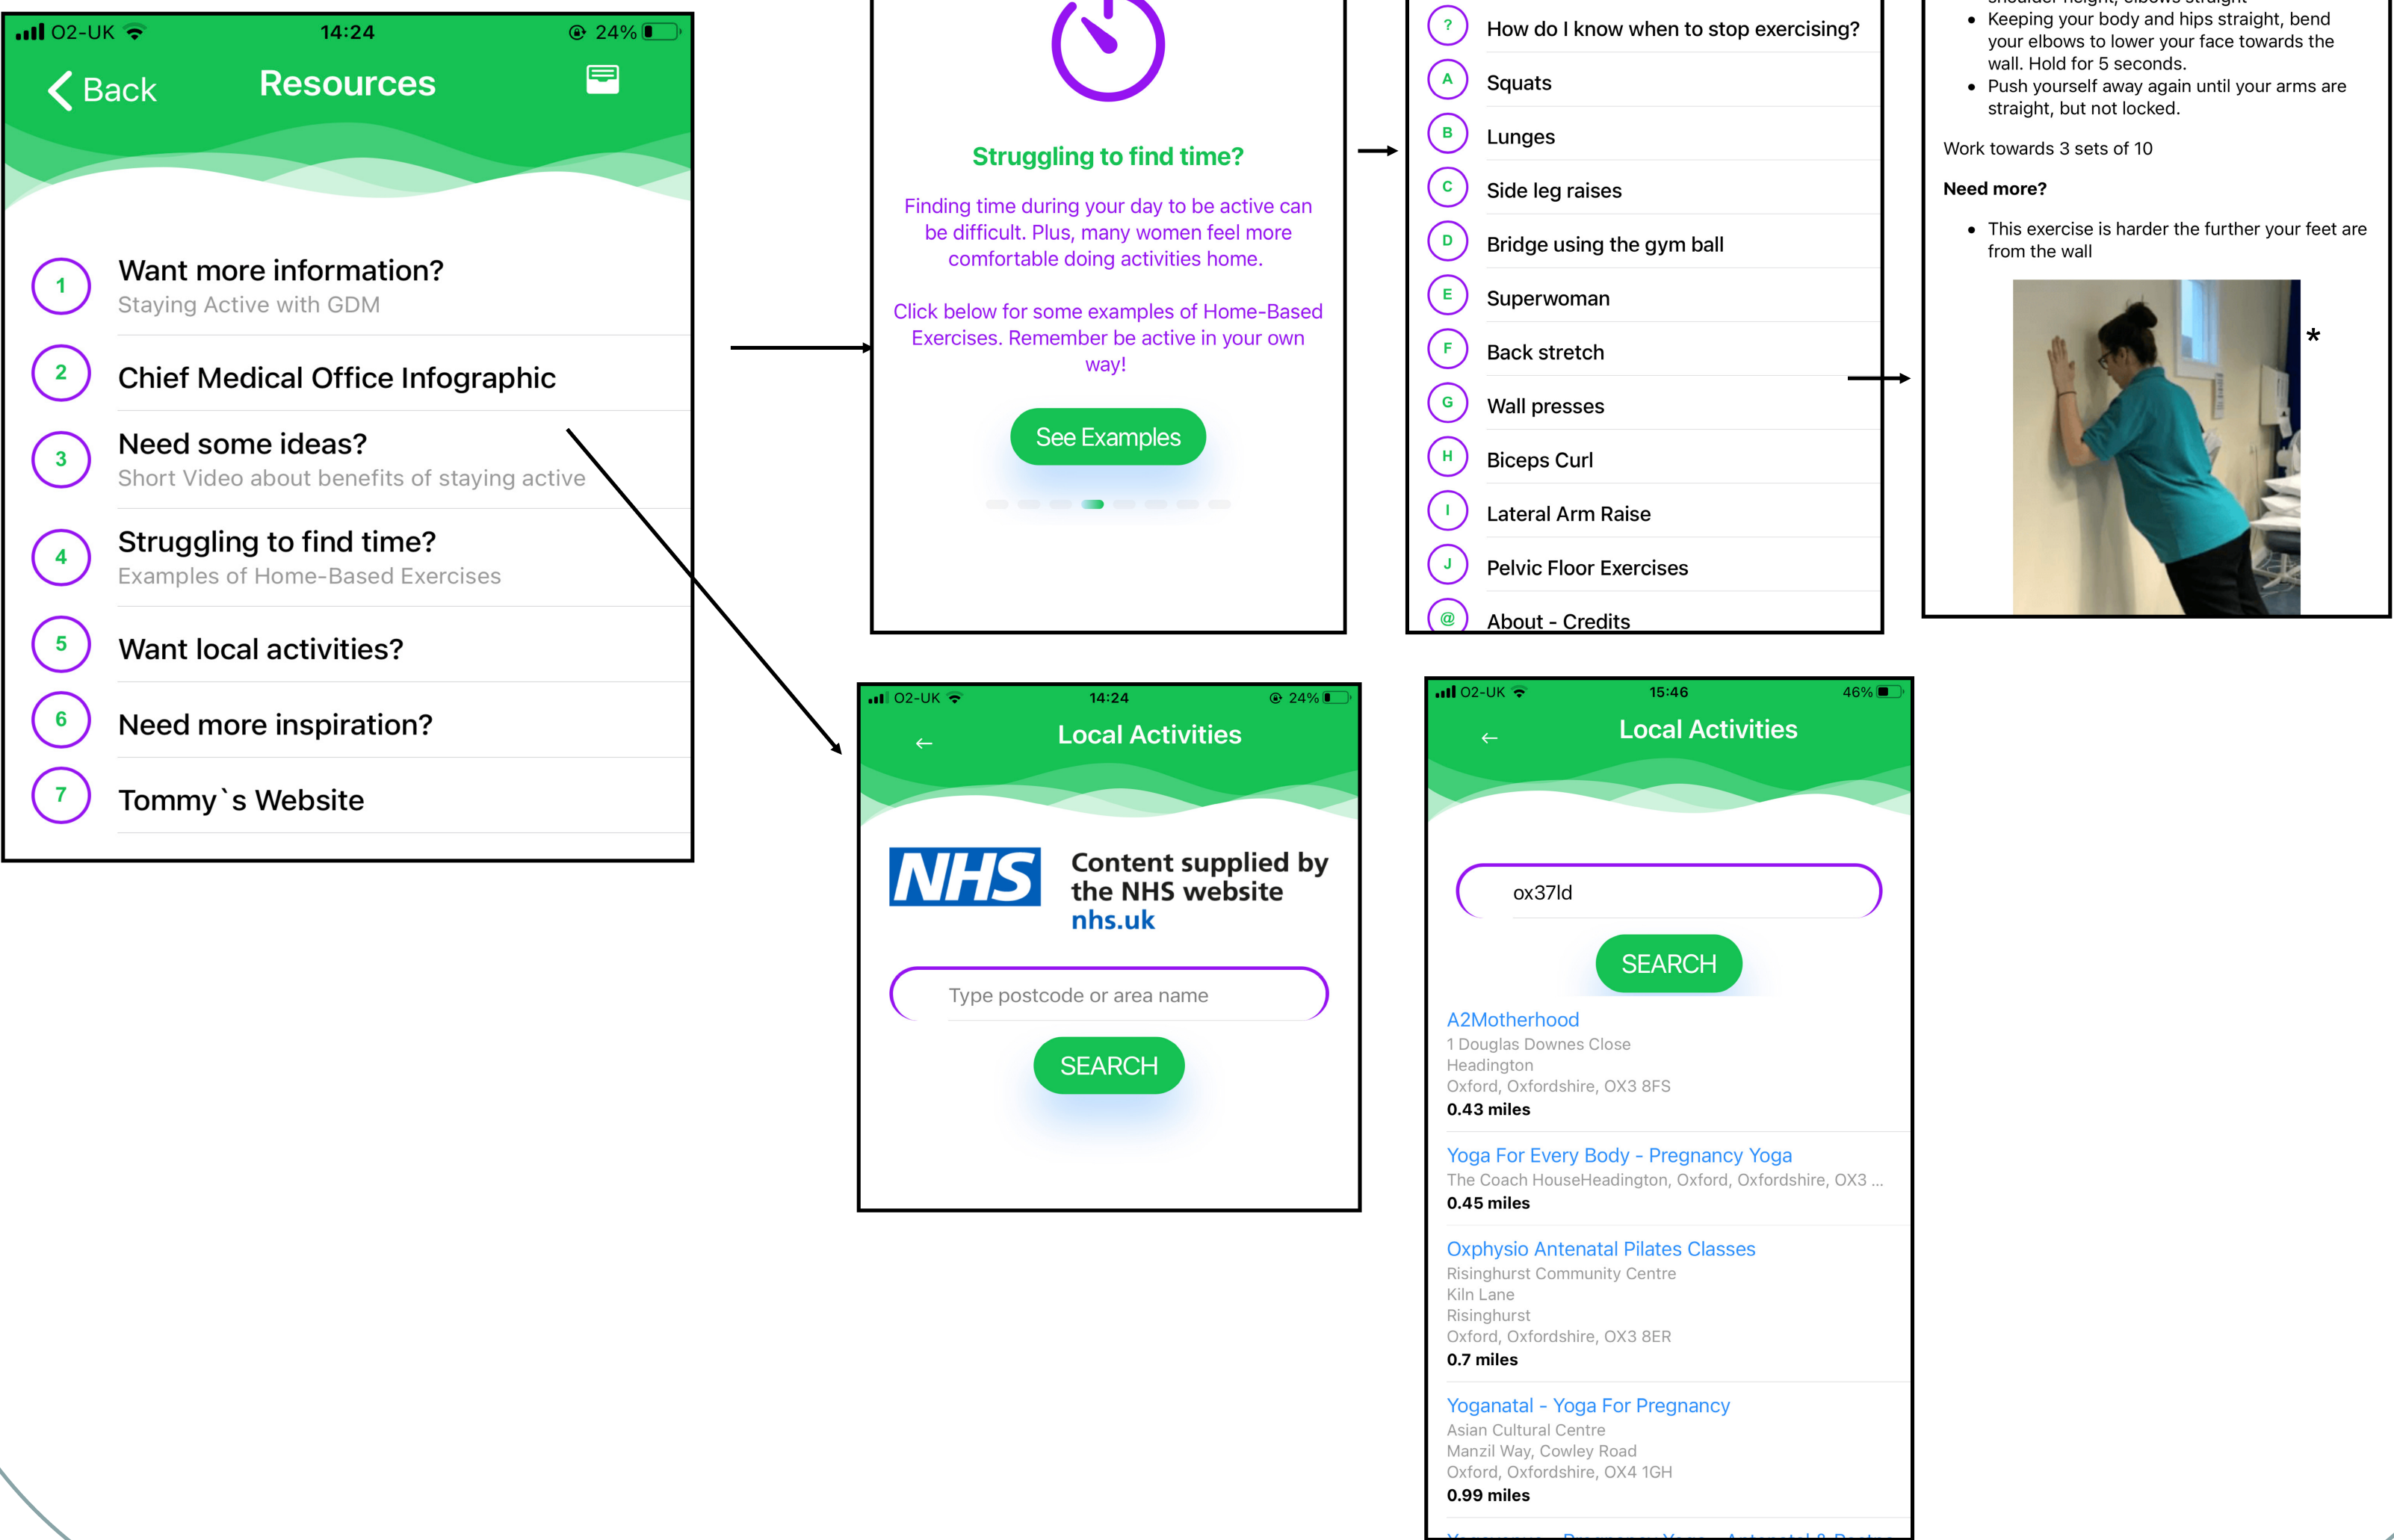 O2-UK 14:24 24%
Back Resources
1 Want more information?
Staying Active with GDM
2 Chief Medical Office Infographic
3 Need some ideas?
Short Video about benefits of staying active
4 Struggling to find time?
Examples of Home-Based Exercises
5 Want local activities?
6 Need more inspiration?
7 Tommy`s Website
Struggling to find time?
Finding time during your day to be active can
be difficult. Plus, many women feel more
comfortable doing activities home.
Click below for some examples of Home-Based
Exercises. Remember be active in your own
way!
See Examples
? How do I know when to stop exercising?
A Squats
B Lunges
C Side leg raises
D Bridge using the gym ball
E Superwoman
F Back stretch
G Wall presses
H Biceps Curl
I Lateral Arm Raise
J Pelvic Floor Exercises
@ About - Credits
shoulder height, elbows straight
• Keeping your body and hips straight, bend
your elbows to lower your face towards the
wall. Hold for 5 seconds.
• Push yourself away again until your arms are
straight, but not locked.
Work towards 3 sets of 10
Need more?
• This exercise is harder the further your feet are
from the wall
*
O2-UK 14:24 24%
← Local Activities
NHS
Content supplied by
the NHS website
nhs.uk
Type postcode or area name
SEARCH
O2-UK 15:46 46%
← Local Activities
ox37ld
SEARCH
A2Motherhood
1 Douglas Downes Close
Headington
Oxford, Oxfordshire, OX3 8FS
0.43 miles
Yoga For Every Body - Pregnancy Yoga
The Coach HouseHeadington, Oxford, Oxfordshire, OX3 ...
0.45 miles
Oxphysio Antenatal Pilates Classes
Risinghurst Community Centre
Kiln Lane
Risinghurst
Oxford, Oxfordshire, OX3 8ER
0.7 miles
Yoganatal - Yoga For Pregnancy
Asian Cultural Centre
Manzil Way, Cowley Road
Oxford, Oxfordshire, OX4 1GH
0.99 miles